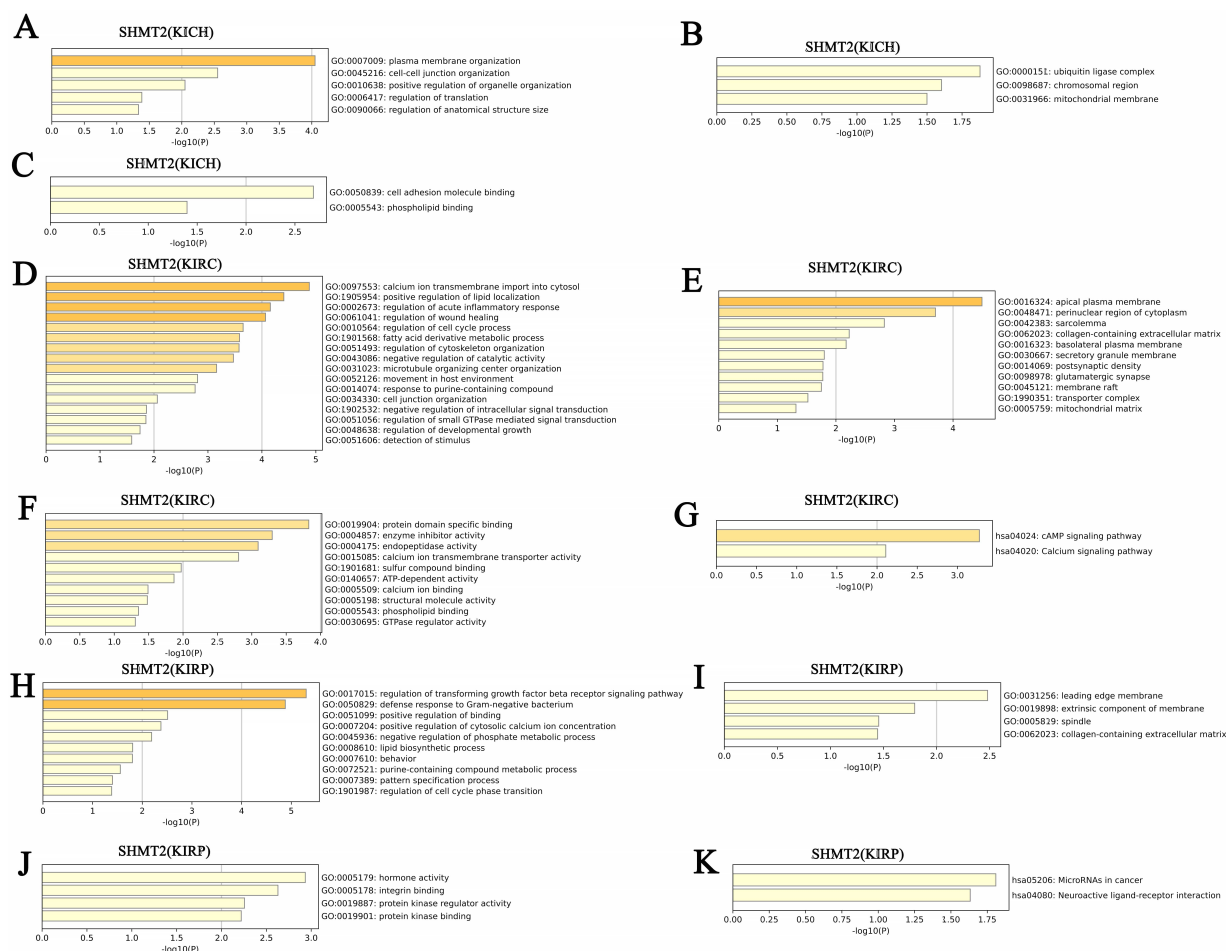 A
SHMT2(KICH)
GO:0007009: plasma membrane organization
GO:0045216: cell-cell junction organization
GO:0010638: positive regulation of organelle organization
GO:0006417: regulation of translation
GO:0090066: regulation of anatomical structure size
0.0 0.5 1.0 1.5 2.0 2.5 3.0 3.5 4.0
-log10(P)
B
SHMT2(KICH)
GO:0000151: ubiquitin ligase complex
GO:0098687: chromosomal region
GO:0031966: mitochondrial membrane
0.00 0.25 0.50 0.75 1.00 1.25 1.50 1.75
-log10(P)
C
SHMT2(KICH)
GO:0050839: cell adhesion molecule binding
GO:0005543: phospholipid binding
0.0 0.5 1.0 1.5 2.0 2.5
-log10(P)
D
SHMT2(KIRC)
GO:0097553: calcium ion transmembrane import into cytosol
GO:1905954: positive regulation of lipid localization
GO:0002673: regulation of acute inflammatory response
GO:0061041: regulation of wound healing
GO:0010564: regulation of cell cycle process
GO:1901568: fatty acid derivative metabolic process
GO:0051493: regulation of cytoskeleton organization
GO:0043086: negative regulation of catalytic activity
GO:0031023: microtubule organizing center organization
GO:0052126: movement in host environment
GO:0014074: response to purine-containing compound
GO:0034330: cell junction organization
GO:1902532: negative regulation of intracellular signal transduction
GO:0051056: regulation of small GTPase mediated signal transduction
GO:0048638: regulation of developmental growth
GO:0051606: detection of stimulus
0 1 2 3 4 5
-log10(P)
E
SHMT2(KIRC)
GO:0016324: apical plasma membrane
GO:0048471: perinuclear region of cytoplasm
GO:0042383: sarcolemma
GO:0062023: collagen-containing extracellular matrix
GO:0016323: basolateral plasma membrane
GO:0030667: secretory granule membrane
GO:0014069: postsynaptic density
GO:0098978: glutamatergic synapse
GO:0045121: membrane raft
GO:1990351: transporter complex
GO:0005759: mitochondrial matrix
0 1 2 3 4
-log10(P)
F
SHMT2(KIRC)
GO:0019904: protein domain specific binding
GO:0004857: enzyme inhibitor activity
GO:0004175: endopeptidase activity
GO:0015085: calcium ion transmembrane transporter activity
GO:1901681: sulfur compound binding
GO:0140657: ATP-dependent activity
GO:0005509: calcium ion binding
GO:0005198: structural molecule activity
GO:0005543: phospholipid binding
GO:0030695: GTPase regulator activity
0.0 0.5 1.0 1.5 2.0 2.5 3.0 3.5 4.0
-log10(P)
G
SHMT2(KIRC)
hsa04024: cAMP signaling pathway
hsa04020: Calcium signaling pathway
0.0 0.5 1.0 1.5 2.0 2.5 3.0
-log10(P)
H
SHMT2(KIRP)
GO:0017015: regulation of transforming growth factor beta receptor signaling pathway
GO:0050829: defense response to Gram-negative bacterium
GO:0051099: positive regulation of binding
GO:0007204: positive regulation of cytosolic calcium ion concentration
GO:0045936: negative regulation of phosphate metabolic process
GO:0008610: lipid biosynthetic process
GO:0007610: behavior
GO:0072521: purine-containing compound metabolic process
GO:0007389: pattern specification process
GO:1901987: regulation of cell cycle phase transition
0 1 2 3 4 5
-log10(P)
I
SHMT2(KIRP)
GO:0031256: leading edge membrane
GO:0019898: extrinsic component of membrane
GO:0005819: spindle
GO:0062023: collagen-containing extracellular matrix
0.0 0.5 1.0 1.5 2.0 2.5
-log10(P)
J
SHMT2(KIRP)
GO:0005179: hormone activity
GO:0005178: integrin binding
GO:0019887: protein kinase regulator activity
GO:0019901: protein kinase binding
0.0 0.5 1.0 1.5 2.0 2.5 3.0
-log10(P)
K
SHMT2(KIRP)
hsa05206: MicroRNAs in cancer
hsa04080: Neuroactive ligand-receptor interaction
0.00 0.25 0.50 0.75 1.00 1.25 1.50 1.75
-log10(P)